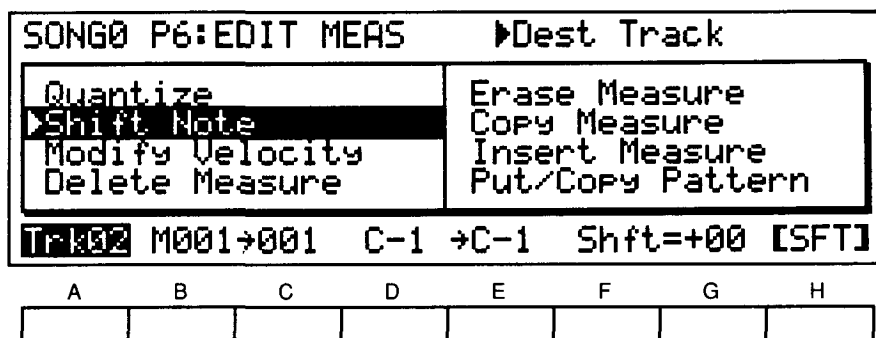 SONG0 P6:EDIT MEAS ▶Dest Track
Quantize
▶Shift Note
Modify Velocity
Delete Measure
Erase Measure
Copy Measure
Insert Measure
Put/Copy Pattern
Trk02 M001→001 C-1 →C-1 Shft=+00 [SFT]
A B C D E F G H